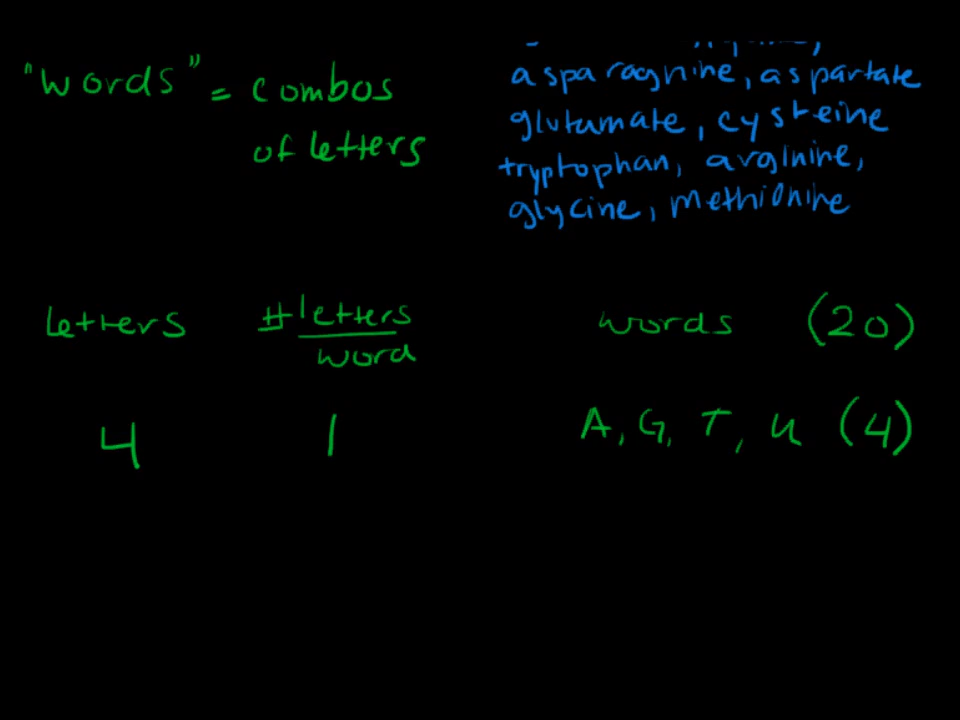 "words" = combos
of letters
asparagnine, aspartate
glutamate, cysteine
tryptophan, arginine,
glycine, methionine
letters #letters words (20)
word
4 1 A, G, T, U (4)